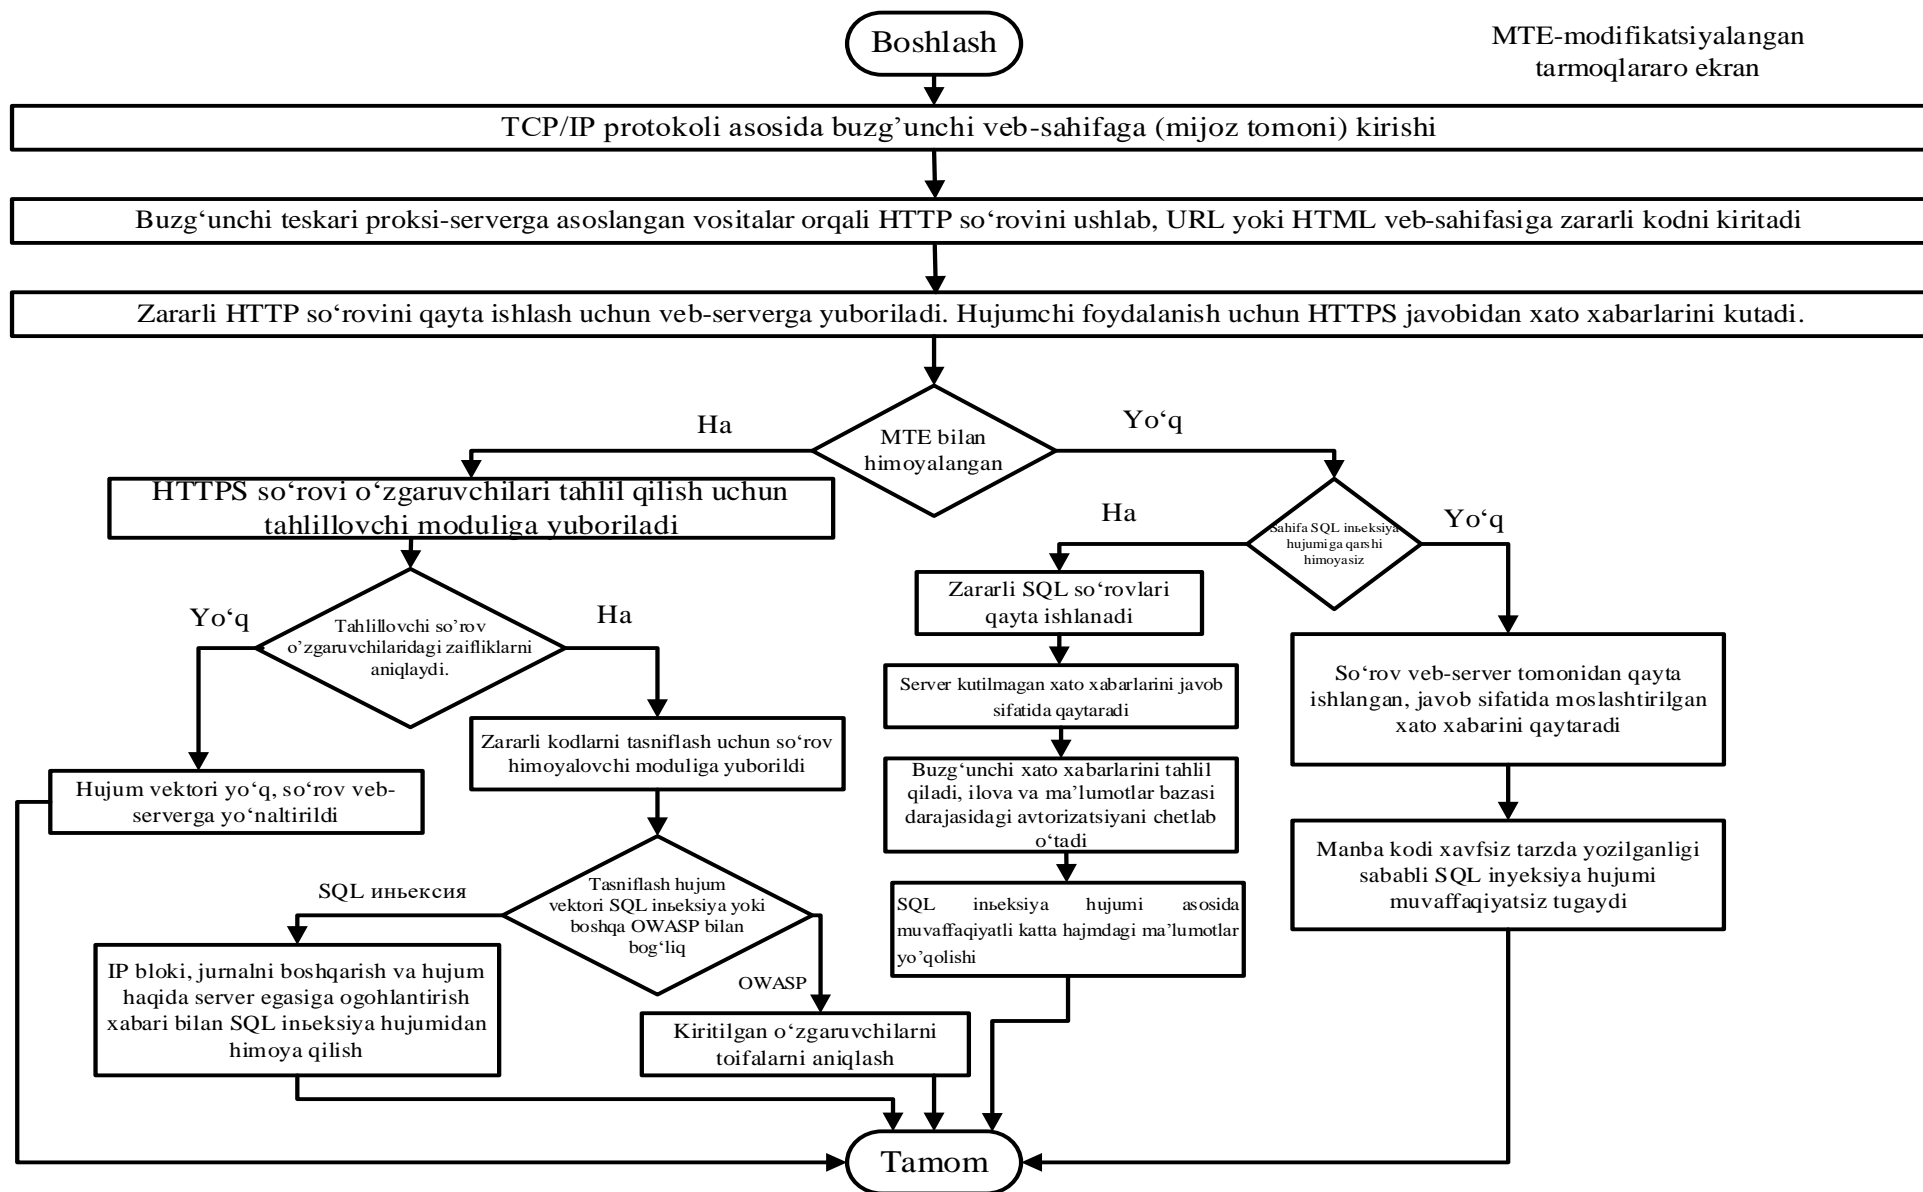 Boshlash
MTE-modifikatsiyalangan
tarmoqlararo ekran
TCP/IP protokoli asosida buzg’unchi veb-sahifaga (mijoz tomoni) kirishi
Buzg‘unchi teskari proksi-serverga asoslangan vositalar orqali HTTP so‘rovini ushlab, URL yoki HTML veb-sahifasiga zararli kodni kiritadi
Zararli HTTP so‘rovini qayta ishlash uchun veb-serverga yuboriladi. Hujumchi foydalanish uchun HTTPS javobidan xato xabarlarini kutadi.
MTE bilan
himoyalangan
Ha
Yo‘q
HTTPS so‘rovi o‘zgaruvchilari tahlil qilish uchun
tahlillovchi moduliga yuboriladi
Sahifa SQL inъeksiya
hujumiga qarshi
himoyasiz
Ha
Yo‘q
Tahlillovchi so’rov
o’zgaruvchilaridagi zaifliklarni
aniqlaydi.
Yo‘q
Ha
Zararli SQL so‘rovlari
qayta ishlanadi
Server kutilmagan xato xabarlarini javob
sifatida qaytaradi
So‘rov veb-server tomonidan qayta
ishlangan, javob sifatida moslashtirilgan
xato xabarini qaytaradi
Zararli kodlarni tasniflash uchun so‘rov
himoyalovchi moduliga yuborildi
Hujum vektori yo‘q, so‘rov veb-
serverga yo‘naltirildi
Buzg‘unchi xato xabarlarini tahlil
qiladi, ilova va ma’lumotlar bazasi
darajasidagi avtorizatsiyani chetlab
o‘tadi
Manba kodi xavfsiz tarzda yozilganligi
sababli SQL inyeksiya hujumi
muvaffaqiyatsiz tugaydi
Tasniflash hujum
vektori SQL inъeksiya yoki
boshqa OWASP bilan
bog‘liq
SQL иньексия
OWASP
SQL inъeksiya hujumi asosida
muvaffaqiyatli katta hajmdagi ma’lumotlar
yo’qolishi
IP bloki, jurnalni boshqarish va hujum
haqida server egasiga ogohlantirish
xabari bilan SQL inъeksiya hujumidan
himoya qilish
Kiritilgan o‘zgaruvchilarni
toifalarni aniqlash
Tamom